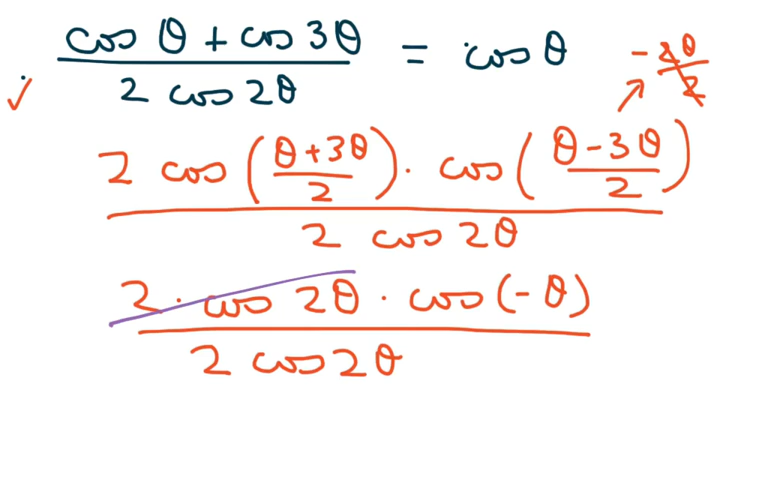 (cos θ + cos 3θ) / (2 cos 2θ) = cos θ
✓
-2θ/2
(2 cos ((θ+3θ)/2) · cos ((θ-3θ)/2)) / (2 cos 2θ)
(2 · cos 2θ · cos(-θ)) / (2 cos 2θ)